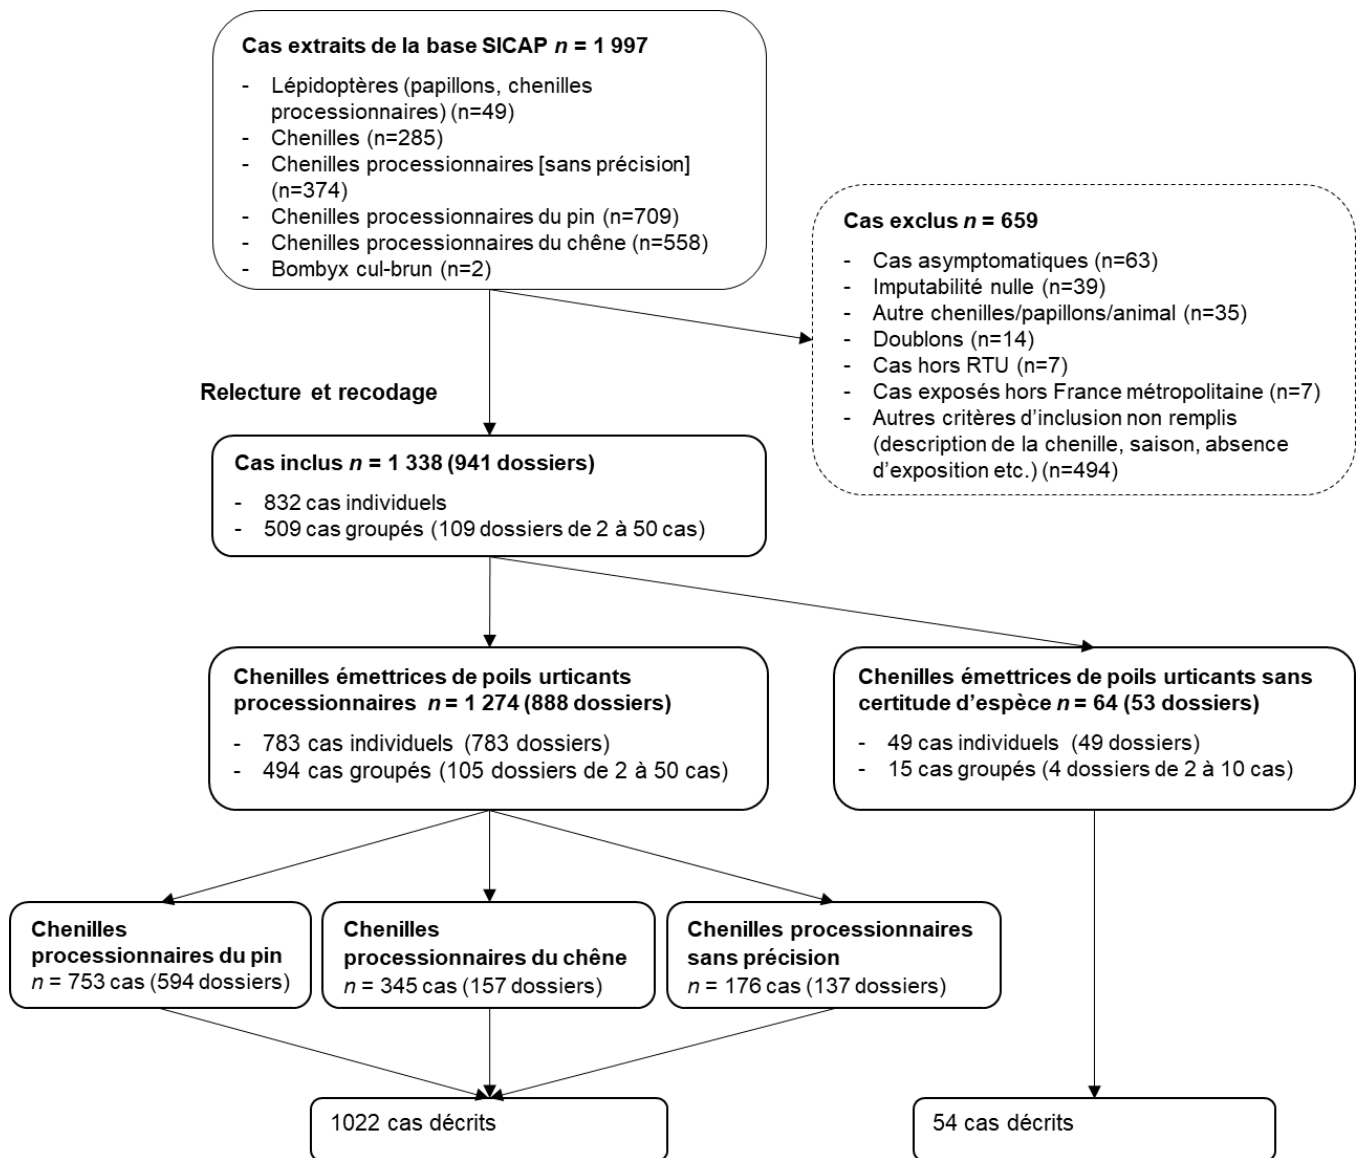 Cas extraits de la base SICAP n = 1 997
- Lépidoptères (papillons, chenilles
processionnaires) (n=49)
- Chenilles (n=285)
- Chenilles processionnaires [sans précision]
(n=374)
- Chenilles processionnaires du pin (n=709)
- Chenilles processionnaires du chêne (n=558)
- Bombyx cul-brun (n=2)
Cas exclus n = 659
- Cas asymptomatiques (n=63)
- Imputabilité nulle (n=39)
- Autre chenilles/papillons/animal (n=35)
- Doublons (n=14)
- Cas hors RTU (n=7)
- Cas exposés hors France métropolitaine (n=7)
- Autres critères d'inclusion non remplis
(description de la chenille, saison, absence
d'exposition etc.) (n=494)
Relecture et recodage
Cas inclus n = 1 338 (941 dossiers)
- 832 cas individuels
- 509 cas groupés (109 dossiers de 2 à 50 cas)
Chenilles émettrices de poils urticants
processionnaires n = 1 274 (888 dossiers)
- 783 cas individuels (783 dossiers)
- 494 cas groupés (105 dossiers de 2 à 50 cas)
Chenilles émettrices de poils urticants sans
certitude d'espèce n = 64 (53 dossiers)
- 49 cas individuels (49 dossiers)
- 15 cas groupés (4 dossiers de 2 à 10 cas)
Chenilles
processionnaires du pin
n = 753 cas (594 dossiers)
Chenilles
processionnaires du chêne
n = 345 cas (157 dossiers)
Chenilles processionnaires
sans précision
n = 176 cas (137 dossiers)
1022 cas décrits
54 cas décrits